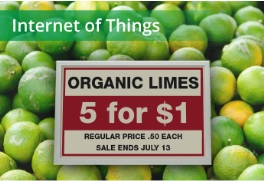 Internet of Things
ORGANIC LIMES
5 for $1
REGULAR PRICE .50 EACH
SALE ENDS JULY 13